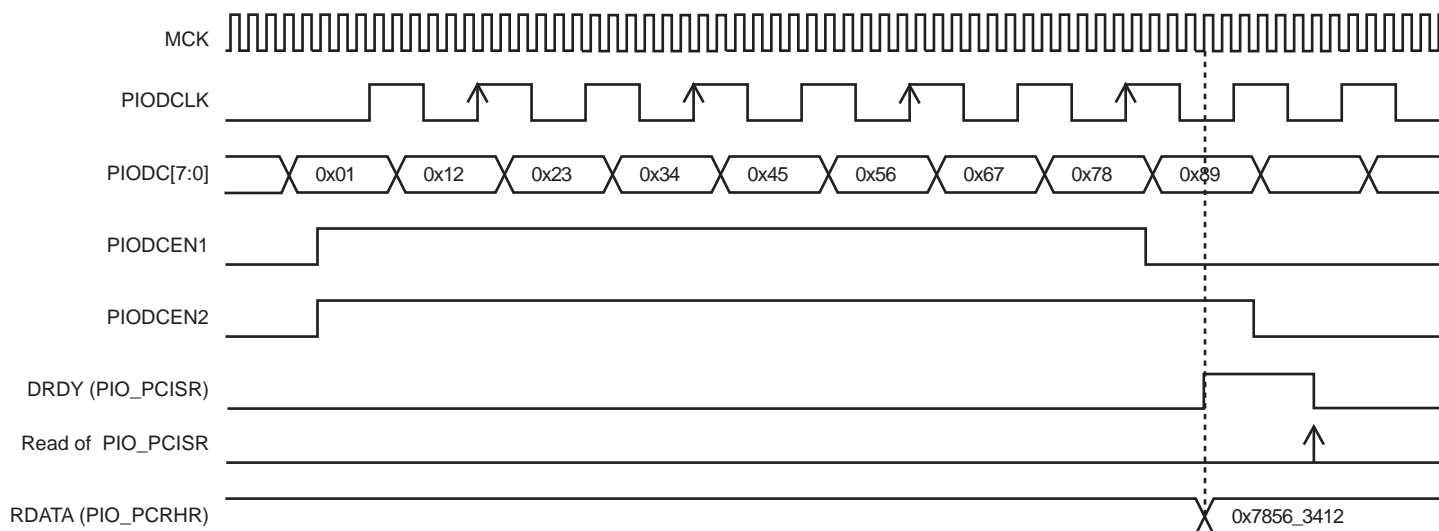 MCK
PIODCLK
PIODC[7:0] 0x01 0x12 0x23 0x34 0x45 0x56 0x67 0x78 0x89
PIODCEN1
PIODCEN2
DRDY (PIO_PCISR)
Read of PIO_PCISR
RDATA (PIO_PCRHR) 0x7856_3412